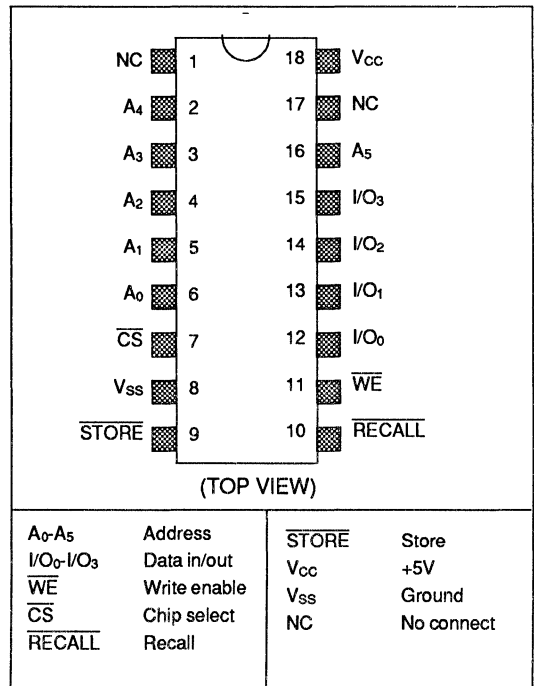 NC 1 18 VCC
A4 2 17 NC
A3 3 16 A5
A2 4 15 I/O3
A1 5 14 I/O2
A0 6 13 I/O1
CS 7 12 I/O0
VSS 8 11 WE
STORE 9 10 RECALL
(TOP VIEW)
A0-A5 Address
I/O0-I/O3 Data in/out
WE Write enable
CS Chip select
RECALL Recall
STORE Store
VCC +5V
VSS Ground
NC No connect